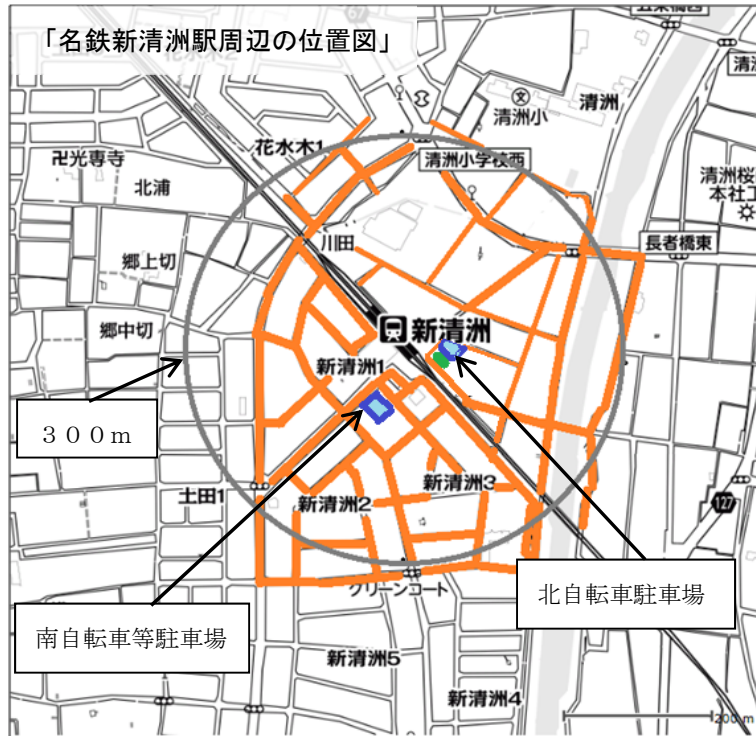 「名鉄新清洲駅周辺の位置図」
花水木1
清洲小
清洲
清洲小学校西
卍光専寺
北浦
清洲桜
本社工
川田
長者橋東
郷上切
郷中切
新清洲
新清洲1
300m
土田1
新清洲2
新清洲3
127
グリーンコート
北自転車駐車場
南自転車等駐車場
新清洲5
新清洲4
200m